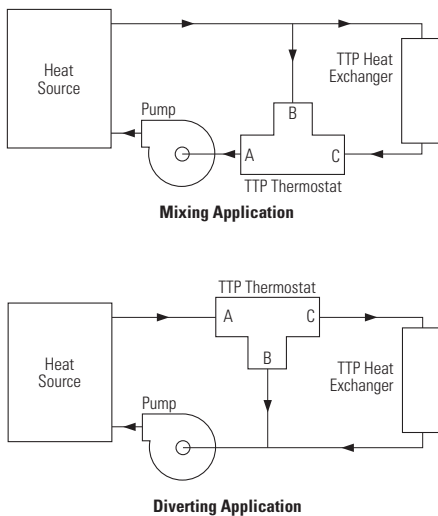 Heat
Source
TTP Heat
Exchanger
Pump
B
A
C
TTP Thermostat
Mixing Application
TTP Thermostat
A
C
B
Heat
Source
TTP Heat
Exchanger
Pump
Diverting Application